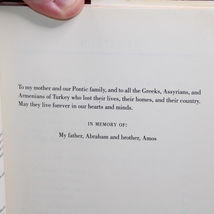 To my mother and our Pontic family, and to all the Greeks, Assyrians, and
Armenians of Turkey who lost their lives, their homes, and their country.
May they live forever in our hearts and minds.
IN MEMORY OF:
My father, Abraham and brother, Amos